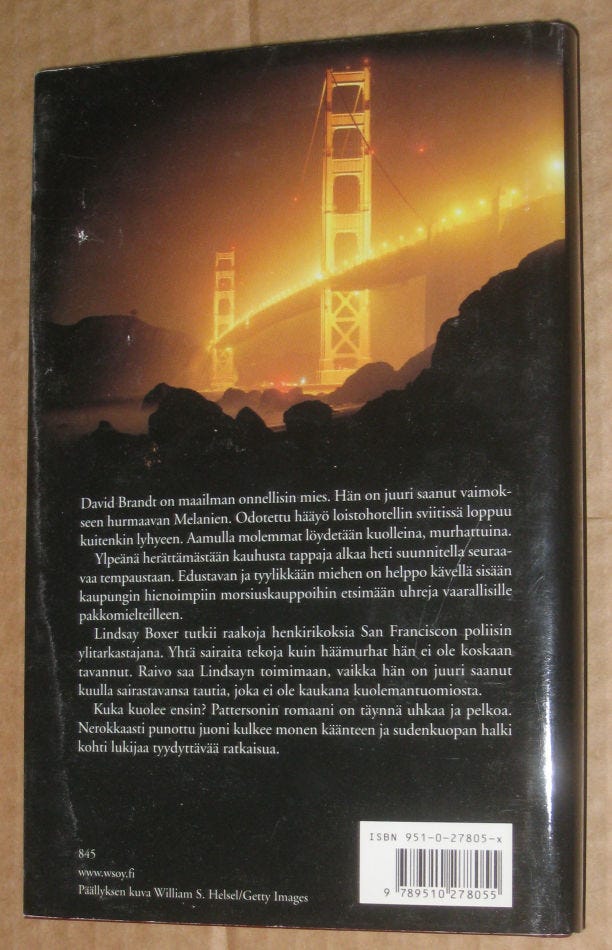 David Brandt on maailman onnellisin mies. Hän on juuri saanut vaimok-
seen hurmaavan Melanien. Odotettu hääyö loistohotellin sviitissä loppuu
kuitenkin lyhyeen. Aamulla molemmat löydetään kuolleina, murhattuina.
Ylpeänä herättämästään kauhusta tappaja alkaa heti suunnitella seuraa-
vaa tempaustaan. Edustavan ja tyylikkään miehen on helppo kävellä sisään
kaupungin hienoimpiin morsiuskauppoihin etsimään uhreja vaarallisille
pakkomielteilleen.
Lindsay Boxer tutkii raakoja henkirikoksia San Franciscon poliisin
ylitarkastajana. Yhtä sairaita tekoja kuin häämurhat hän ei ole koskaan
tavannut. Raivo saa Lindsayn toimimaan, vaikka hän on juuri saanut
kuulla sairastavansa tautia, joka ei ole kaukana kuolemantuomiosta.
Kuka kuolee ensin? Pattersonin romaani on täynnä uhkaa ja pelkoa.
Nerokkaasti punottu juoni kulkee monen käänteen ja sudenkuopan halki
kohti lukijaa tyydyttävää ratkaisua.
ISBN 951-0-27805-x
9 789510 278055
845
www.wsoy.fi
Päällyksen kuva William S. Helsel/Getty Images